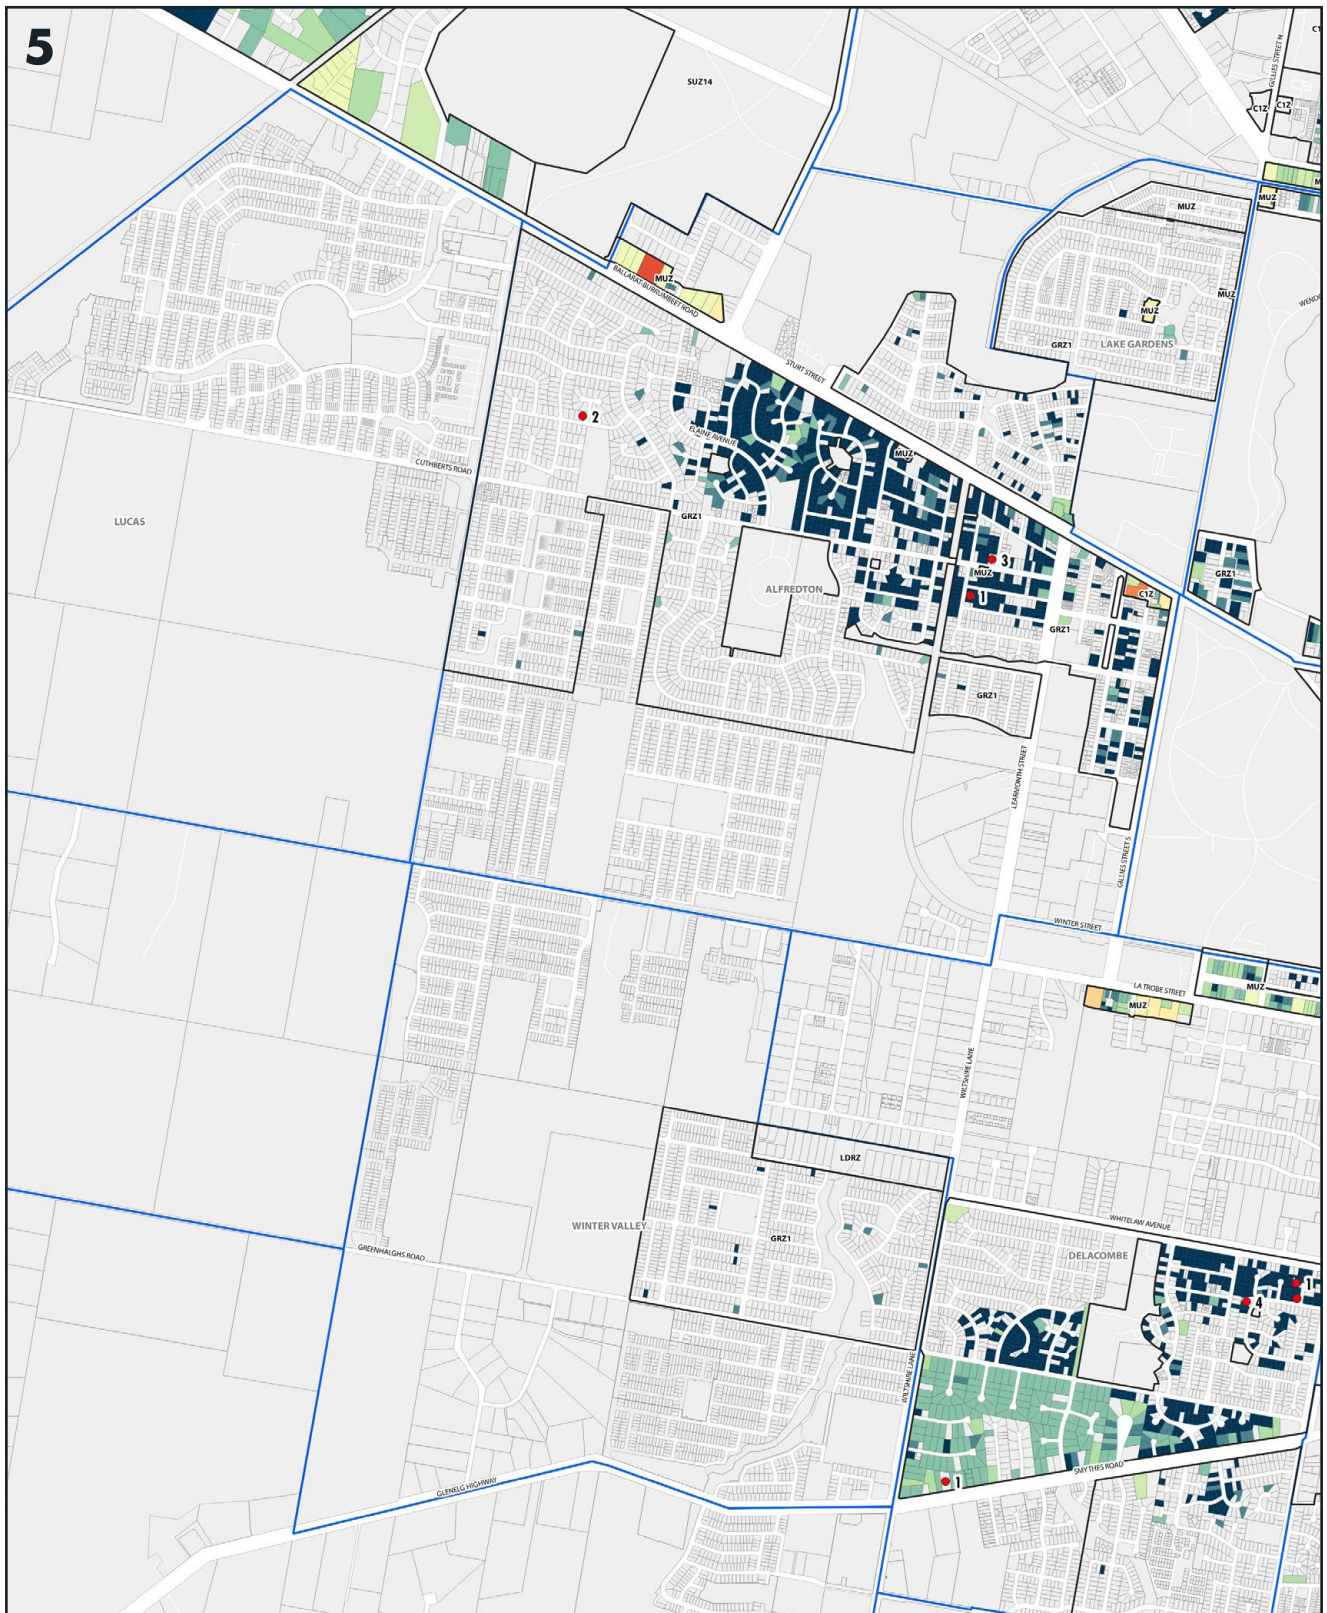 5
GILLIES STREET N
SUZ14
C1Z
C1Z
MUZ
MUZ
MUZ
BALLARAT-BURRUMBEET ROAD
MUZ
MUZ
GRZ1
LAKE GARDENS
STURT STREET
2
ELAINE AVENUE
MUZ
CUTHBERTS ROAD
LUCAS
GRZ1
3
MUZ
GRZ1
ALFREDTON
1
C1Z
GRZ1
GRZ1
LEARMONTH STREET
GILLIES STREET S
WINTER STREET
LA TROBE STREET
MUZ
MUZ
WILTSHIRE LANE
LDRZ
WHITELAW AVENUE
WINTER VALLEY
GRZ1
GREENHALGHS ROAD
DELACOMBE
1
4
WILTSHIRE LANE
SMYTHES ROAD
1
GLENELG HIGHWAY